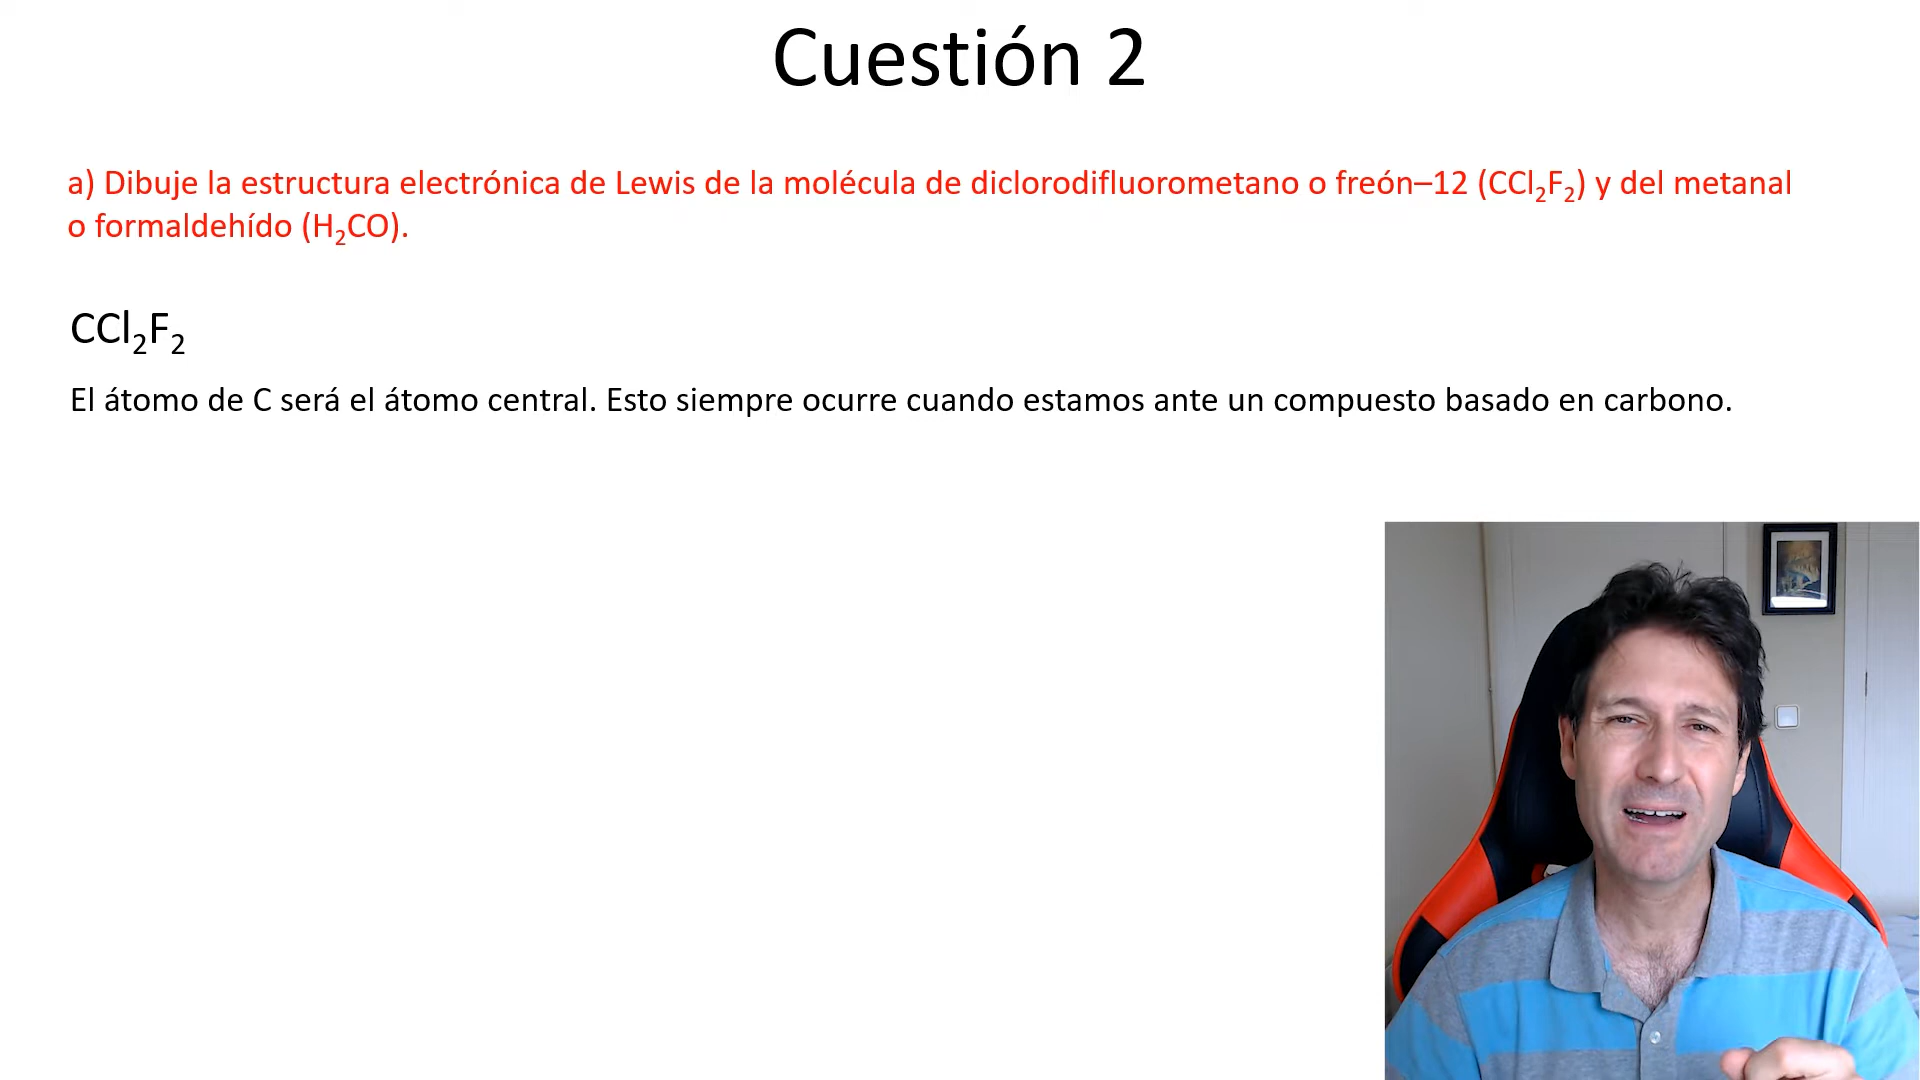 Cuestión 2
a) Dibuje la estructura electrónica de Lewis de la molécula de diclorodifluorometano o freón–12 (CCl₂F₂) y del metanal
o formaldehído (H₂CO).
CCl₂F₂
El átomo de C será el átomo central. Esto siempre ocurre cuando estamos ante un compuesto basado en carbono.